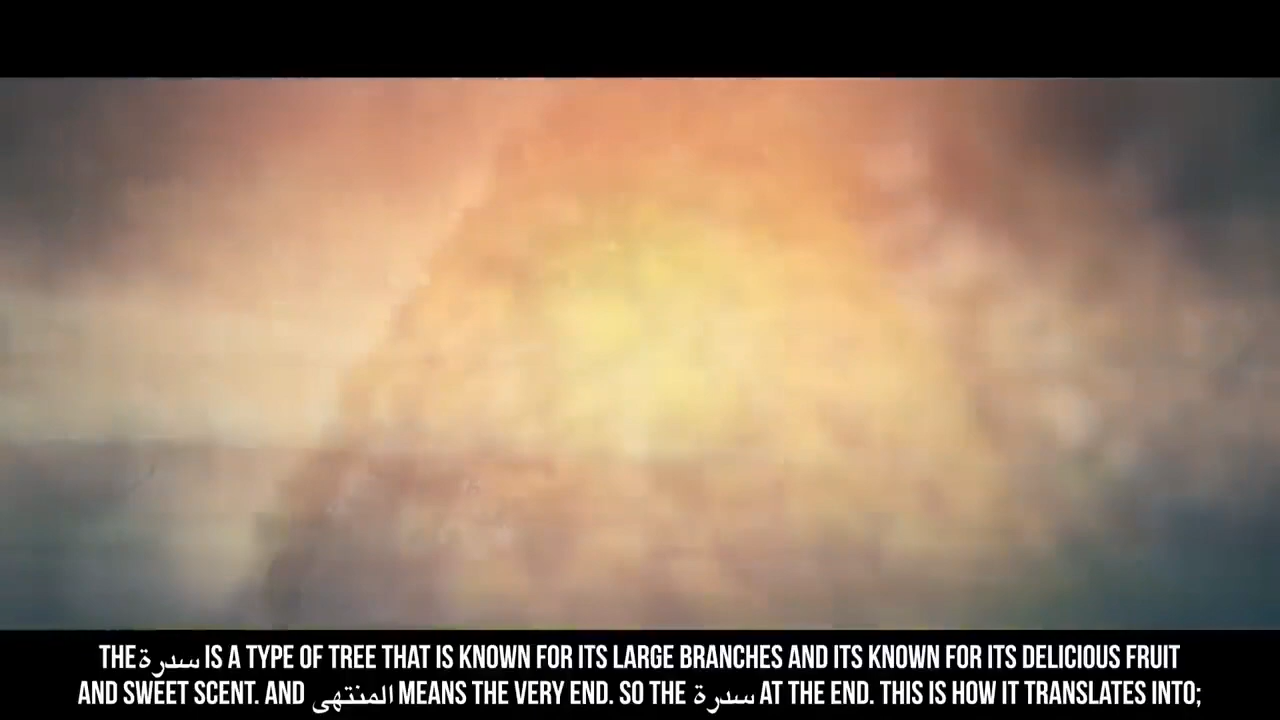 THE سدرة IS A TYPE OF TREE THAT IS KNOWN FOR ITS LARGE BRANCHES AND ITS KNOWN FOR ITS DELICIOUS FRUIT
AND SWEET SCENT. AND المنتهى MEANS THE VERY END. SO THE سدرة AT THE END. THIS IS HOW IT TRANSLATES INTO;